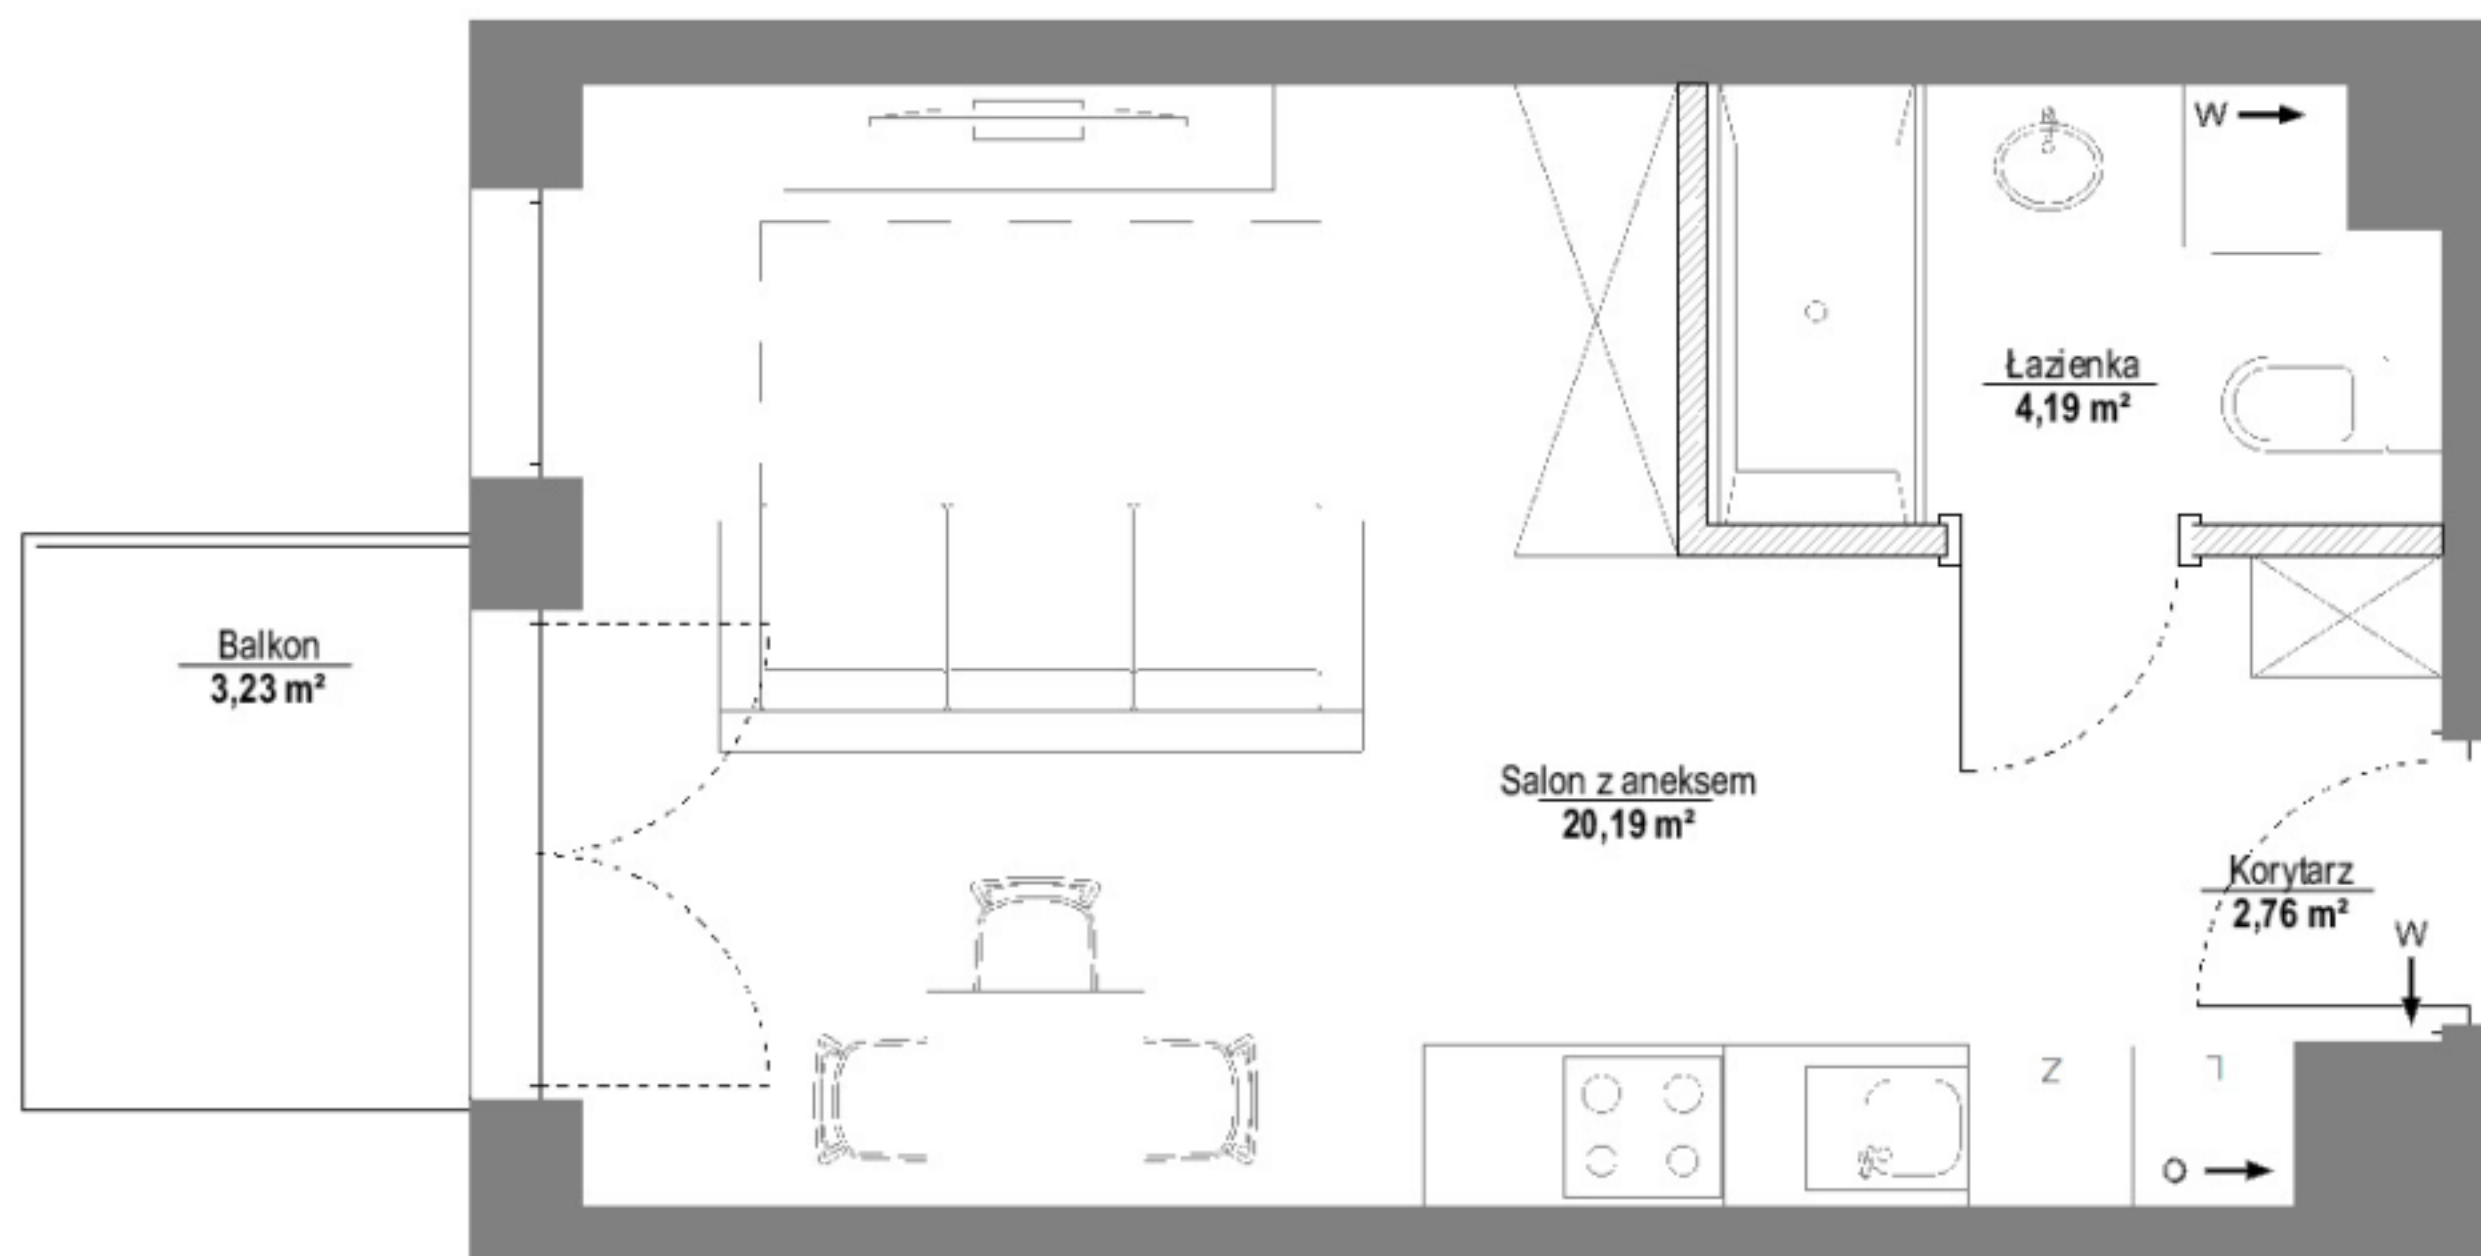 W
Łazienka
4,19 m²
Balkon
3,23 m²
Salon z aneksem
20,19 m²
Korytarz
2,76 m²
W
Z
L
O